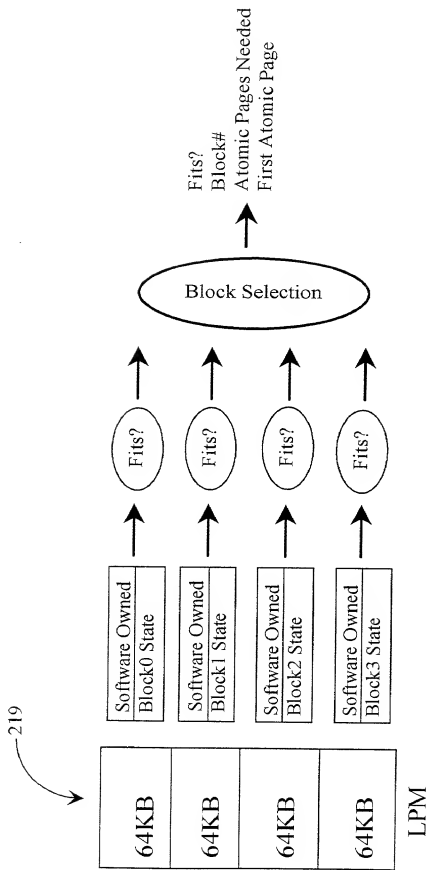 219
64KB
64KB
64KB
64KB
LPM
Software Owned
Block0 State
Software Owned
Block1 State
Software Owned
Block2 State
Software Owned
Block3 State
Fits?
Fits?
Fits?
Fits?
Block Selection
Fits?
Block#
Atomic Pages Needed
First Atomic Page